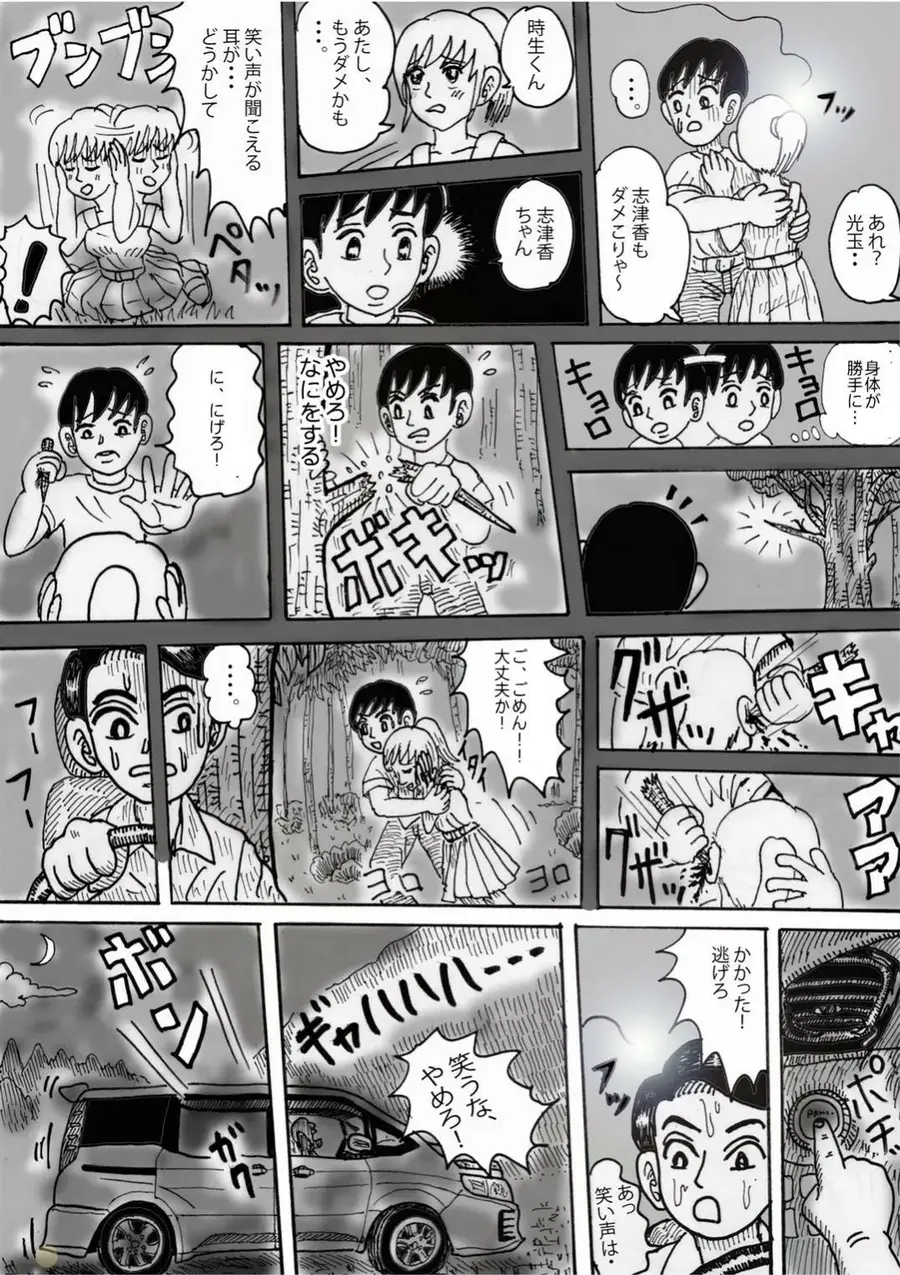 あれ？
光玉・・
フッ
志津香も
ダメこりゃ～
・・・。
時生くん
あたし、
もうダメかも
・・。
志津香
ちゃん
笑い声が聞こえる
耳が・・
どうかして
ブンブン
ペタッ
！
身体が
勝手に…
キョロ
キョロ
やめろ！
なにをする
ボキッ
に、にげろ！
グザ
ギャ
グザ
アアア
ご、ごめん！！
大丈夫か！
ヨロ
ヨロ
・・・。
フーフー
ポチ
かかった！
逃げろ
あっ
笑い声は・
ギャハハハハ・・・
笑うな、
やめろ！
ボンッ
ガク